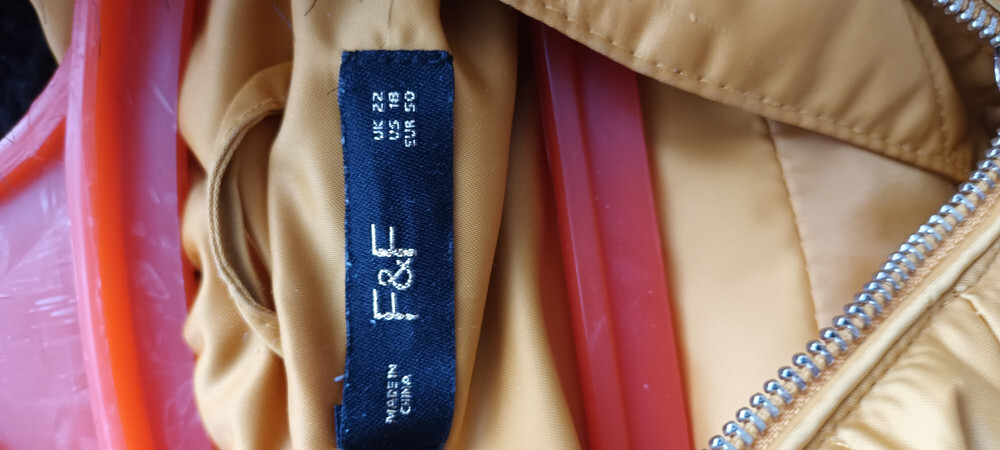 MADE IN
CHINA
F&F
UK 22
US 18
EUR 50